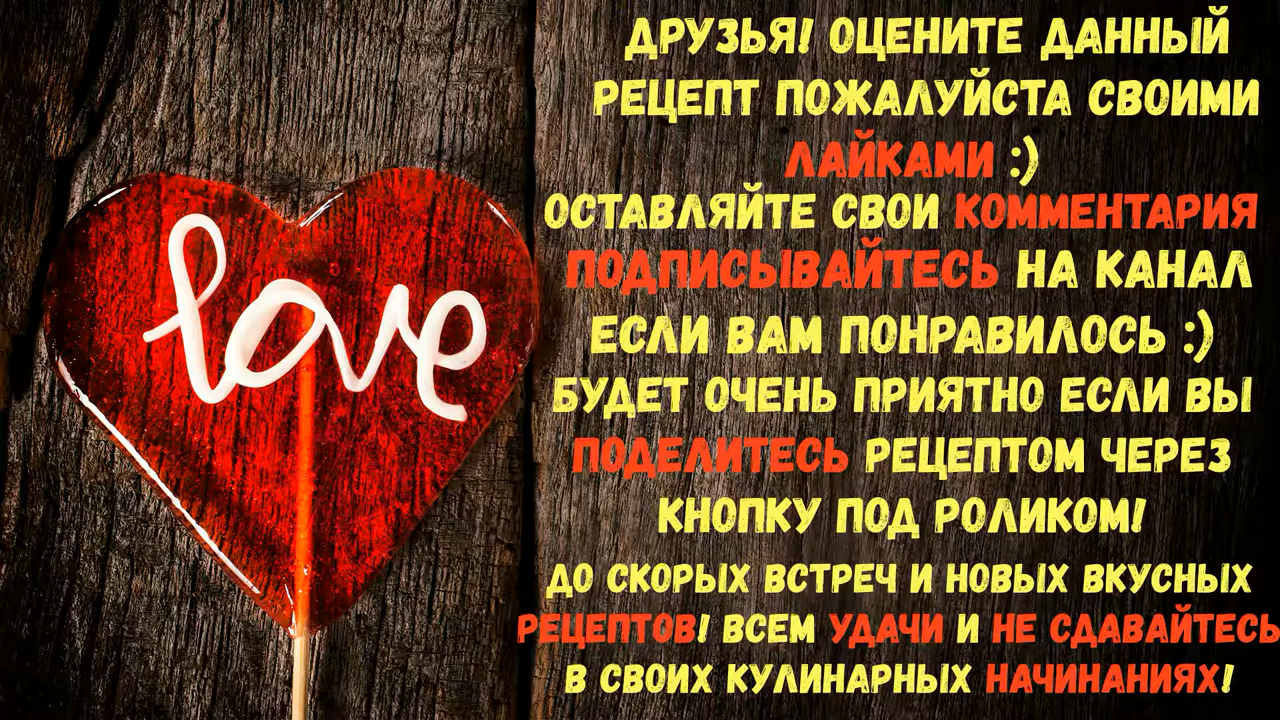 love
ДРУЗЬЯ! ОЦЕНИТЕ ДАННЫЙ
РЕЦЕПТ ПОЖАЛУЙСТА СВОИМИ
ЛАЙКАМИ :)
ОСТАВЛЯЙТЕ СВОИ КОММЕНТАРИЯ
ПОДПИСЫВАЙТЕСЬ НА КАНАЛ
ЕСЛИ ВАМ ПОНРАВИЛОСЬ :)
БУДЕТ ОЧЕНЬ ПРИЯТНО ЕСЛИ ВЫ
ПОДЕЛИТЕСЬ РЕЦЕПТОМ ЧЕРЕЗ
КНОПКУ ПОД РОЛИКОМ!
ДО СКОРЫХ ВСТРЕЧ И НОВЫХ ВКУСНЫХ
РЕЦЕПТОВ! ВСЕМ УДАЧИ И НЕ СДАВАЙТЕСЬ
В СВОИХ КУЛИНАРНЫХ НАЧИНАНИЯХ!